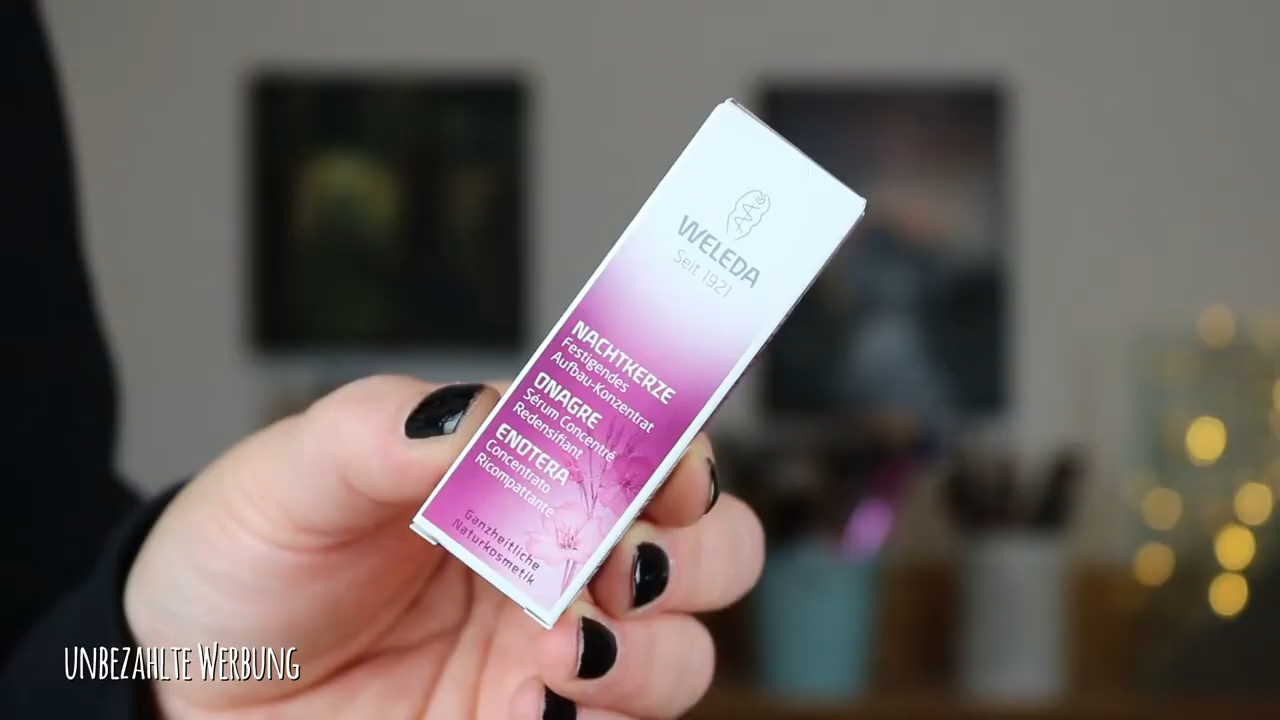 WELEDA
Seit 1921
NACHTKERZE
Festigendes
Aufbau-Konzentrat
ONAGRE
Sérum Concentré
Redensifiant
ENOTERA
Concentrato
Ricompattante
Ganzheitliche
Naturkosmetik
UNBEZAHLTE WERBUNG